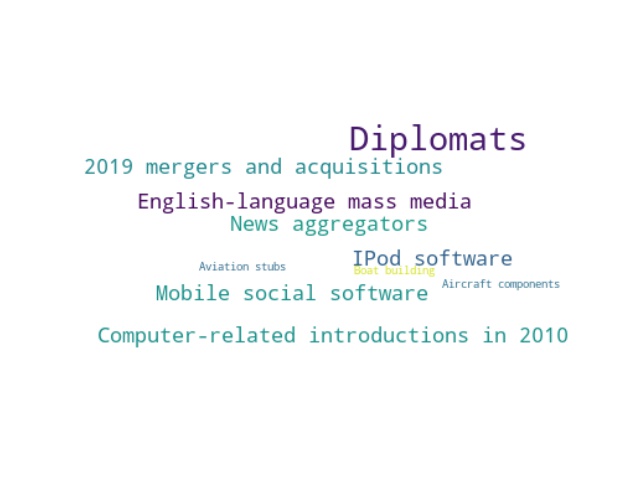 Diplomats
2019 mergers and acquisitions
English-language mass media
News aggregators
IPod software
Aviation stubs
Boat building
Aircraft components
Mobile social software
Computer-related introductions in 2010